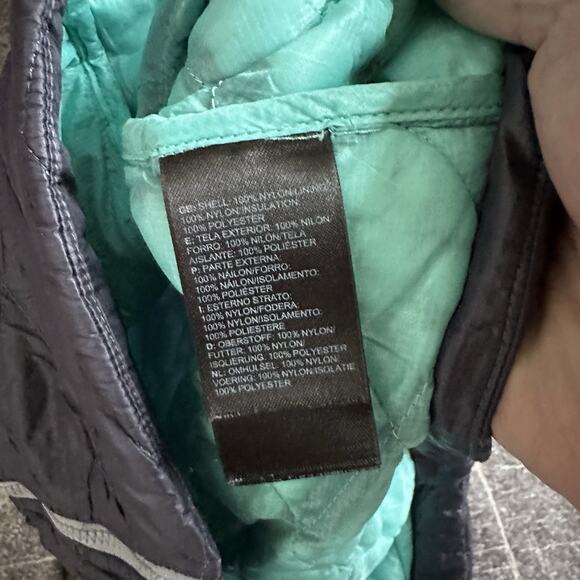 GB: SHELL: 100% NYLON/LINING:
100% NYLON/INSULATION
100% POLYESTER
E: TELA EXTERIOR: 100% NILÓN
FORRO: 100% NILÓN/TELA
AISLANTE: 100% POLIÉSTER
P: PARTE EXTERNA:
100% NÁILON/FORRO:
100% NÁILON/ISOLAMENTO:
100% POLIÉSTER
I: ESTERNO STRATO:
100% NYLON/FODERA:
100% NYLON/ISOLAMENTO:
100% POLIESTERE
D: OBERSTOFF: 100% NYLON/
FUTTER: 100% NYLON/
ISOLIERUNG: 100% POLYESTER
NL: OMHULSEL: 100% NYLON/
VOERING: 100% NYLON/ISOLATIE
100% POLYESTER